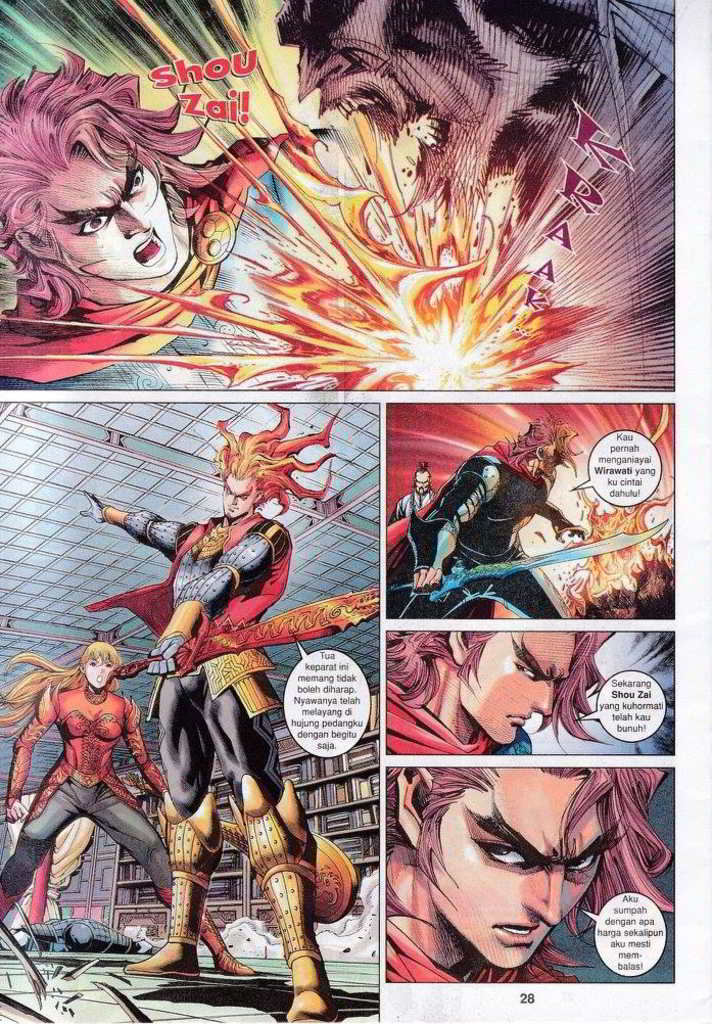 Shou
Zai!
KRAAK...
Tua
keparat ini
memang tidak
boleh diharap.
Nyawanya telah
melayang di
hujung pedangku
dengan begitu
saja.
Kau
pernah
menganiayai
Wirawati yang
ku cintai
dahulu!
Sekarang
Shou Zai
yang kuhormati
telah kau
bunuh!
Aku
sumpah
dengan apa
harga sekalipun
aku mesti
mem-
balas!
28